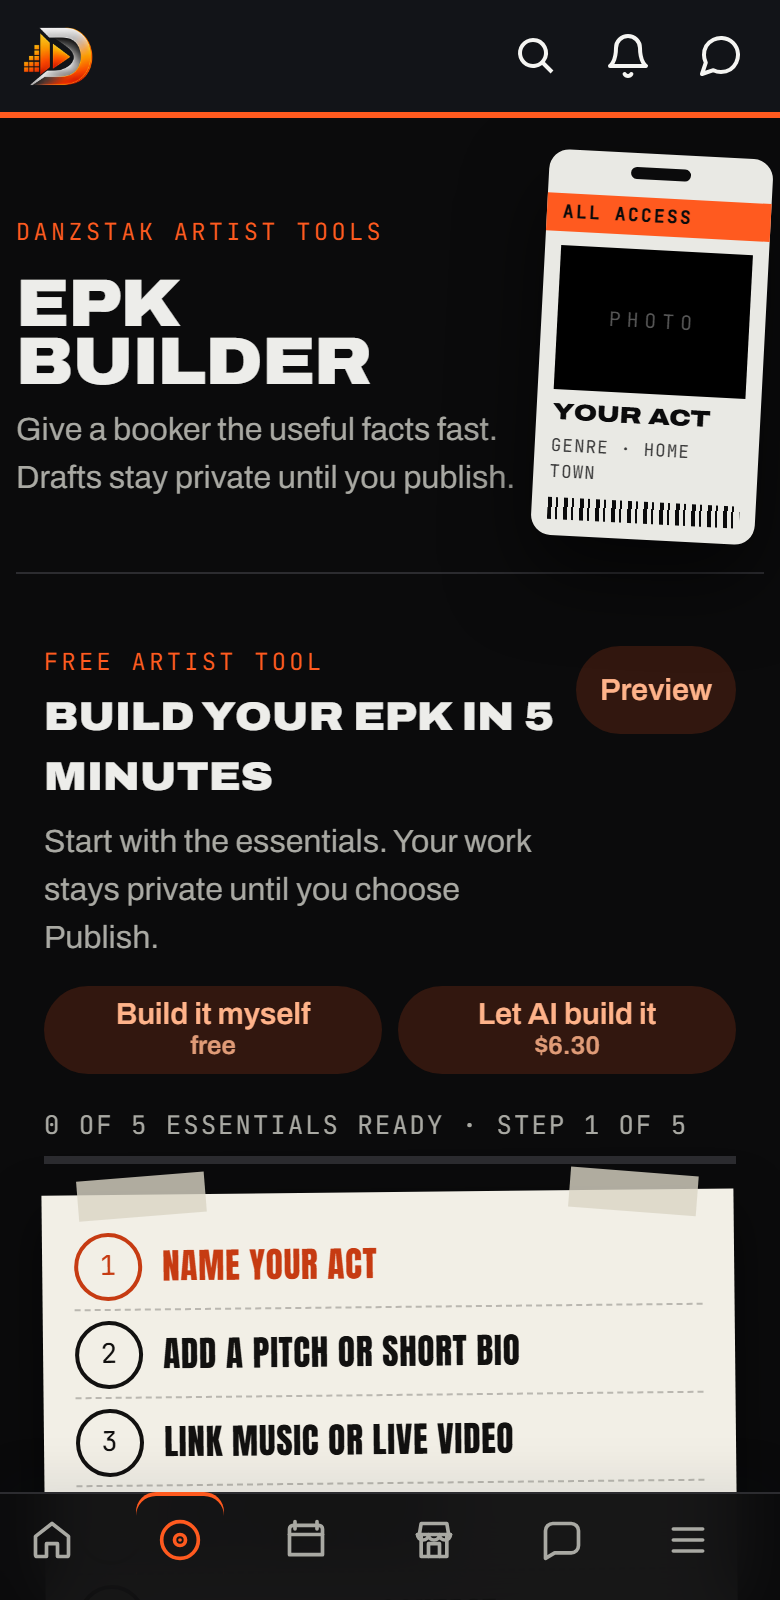 DANZSTAK ARTIST TOOLS
EPK
BUILDER
Give a booker the useful facts fast.
Drafts stay private until you publish.
ALL ACCESS
PHOTO
YOUR ACT
GENRE · HOME
TOWN
FREE ARTIST TOOL
BUILD YOUR EPK IN 5
MINUTES
Preview
Start with the essentials. Your work
stays private until you choose
Publish.
Build it myself
free
Let AI build it
$6.30
0 OF 5 ESSENTIALS READY · STEP 1 OF 5
1 NAME YOUR ACT
2 ADD A PITCH OR SHORT BIO
3 LINK MUSIC OR LIVE VIDEO